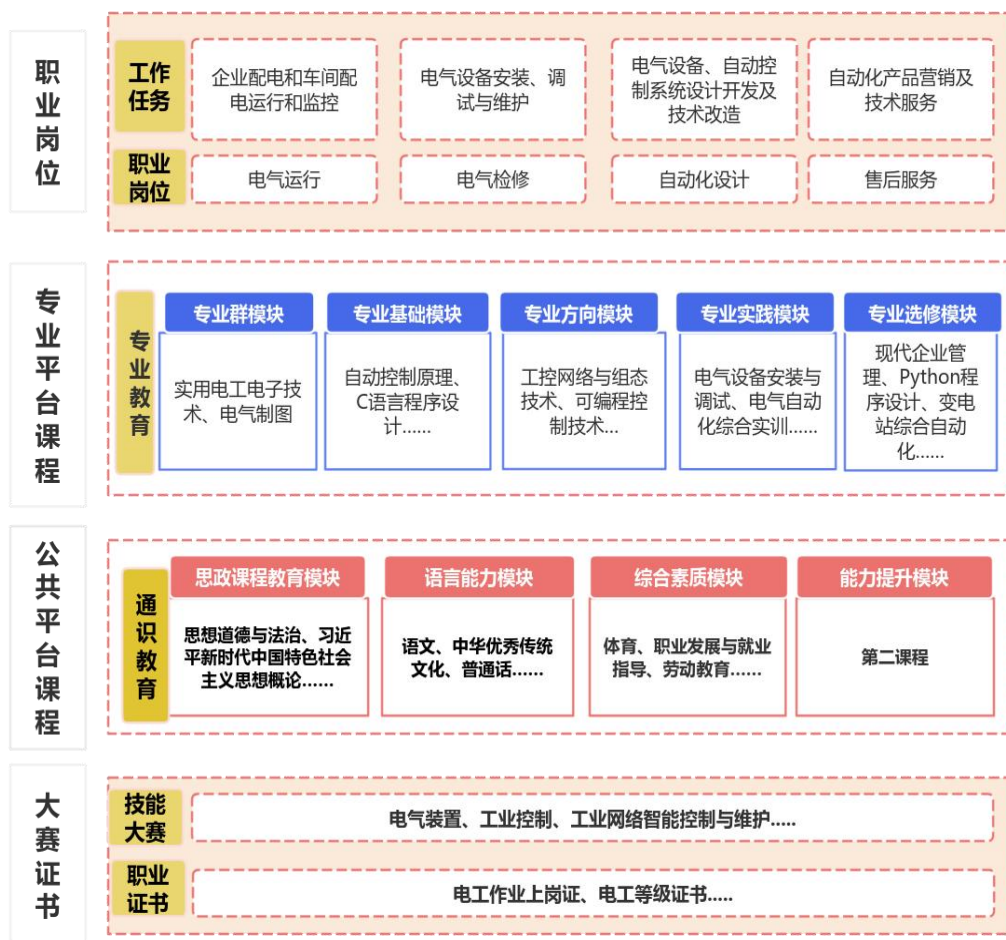 职业岗位
工作
任务
企业配电和车间配
电运行和监控
电气设备安装、调
试与维护
电气设备、自动控
制系统设计开发及
技术改造
自动化产品营销及
技术服务
职业
岗位
电气运行
电气检修
自动化设计
售后服务
专业平台课程
专业教育
专业群模块
专业基础模块
专业方向模块
专业实践模块
专业选修模块
实用电工电子技
术、电气制图
自动控制原理、
C语言程序设
计......
工控网络与组态
技术、可编程控
制技术...
电气设备安装与
调试、电气自动
化综合实训......
现代企业管
理、Python程
序设计、变电
站综合自动
化......
公共平台课程
通识教育
思政课程教育模块
语言能力模块
综合素质模块
能力提升模块
思想道德与法治、习近
平新时代中国特色社会
主义思想概论......
语文、中华优秀传统
文化、普通话......
体育、职业发展与就业
指导、劳动教育......
第二课程
大赛证书
技能
大赛
电气装置、工业控制、工业网络智能控制与维护.....
职业
证书
电工作业上岗证、电工等级证书.....